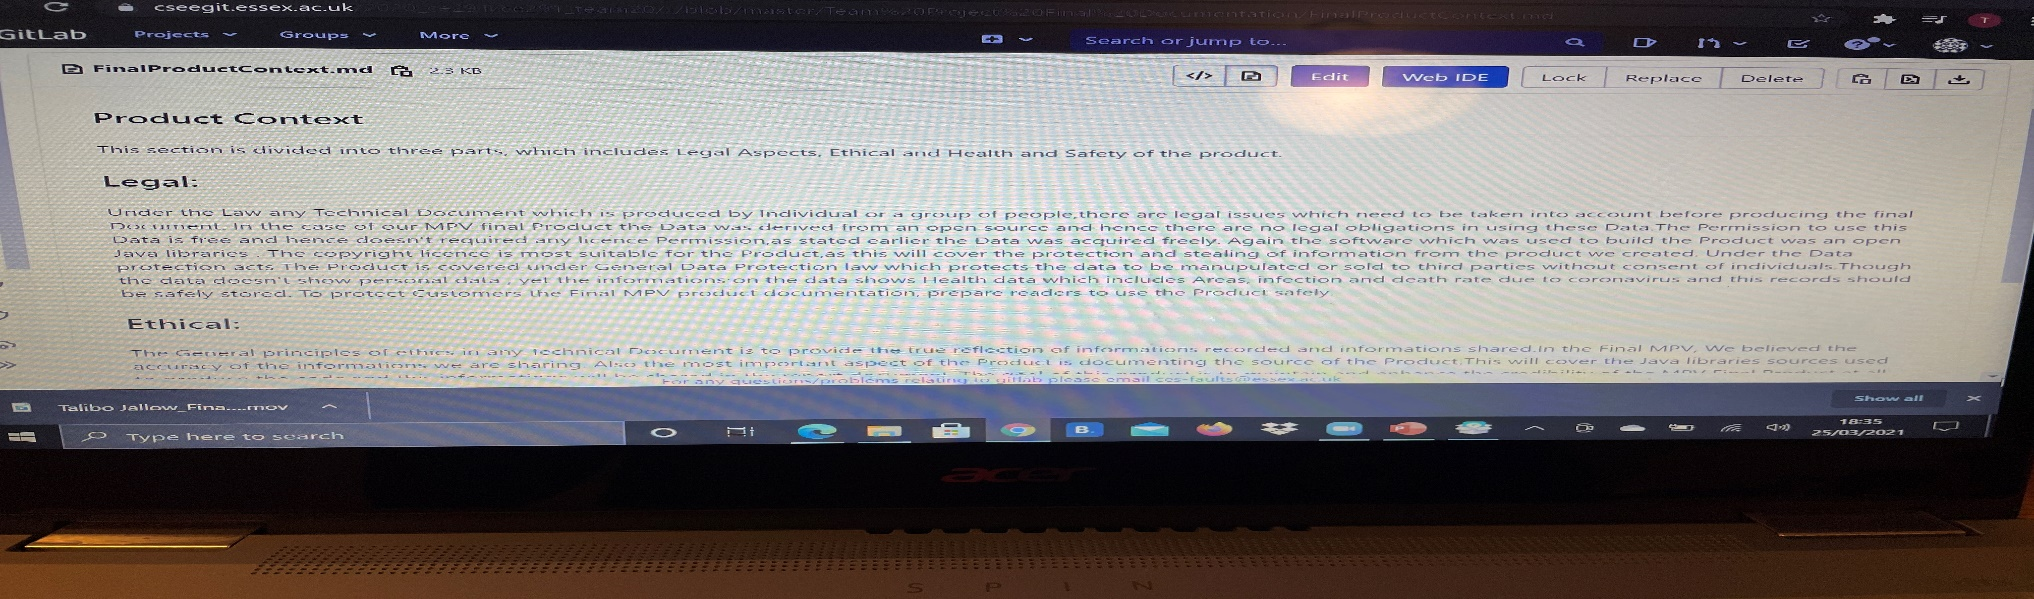 cseegit.essex.ac.uk
GitLab Projects Groups More Search or jump to...
FinalProductContext.md 2.3 KB </> Edit Web IDE Lock Replace Delete
Product Context
This section is divided into three parts, which includes Legal Aspects, Ethical and Health and Safety of the product.
Legal:
Under the Law any Technical Document which is produced by Individual or a group of people,there are legal issues which need to be taken into account before producing the final
Document. In the case of our MPV final Product the Data was derived from an open source and hence there are no legal obligations in using these Data.The Permission to use this
Data is free and hence doesn't required any licence Permission,as stated earlier the Data was acquired freely. Again the software which was used to build the Product was an open
Java libraries . The copyright licence is most suitable for the Product,as this will cover the protection and stealing of information from the product we created. Under the Data
protection acts The Product is covered under General Data Protection law which protects the data to be manupulated or sold to third parties without consent of individuals.Though
the data doesn't show personal data , yet the informations on the data shows Health data which includes Areas, infection and death rate due to coronavirus and this records should
be safely stored. To protect Customers the Final MPV product documentation, prepare readers to use the Product safely.
Ethical:
The General principles of ethics in any Technical Document is to provide the true reflection of informations recorded and informations shared.In the Final MPV, We believed the
accuracy of the informations we are sharing. Also the most important aspect of the Product is documenting the source of the Product.This will cover the Java libraries sources used
For any questions/problems relating to gitlab please email ces-faults@essex.ac.uk
Talibo Jallow_Fina....mov Show all
Type here to search B. 18:35
25/03/2021
acer
SPIN